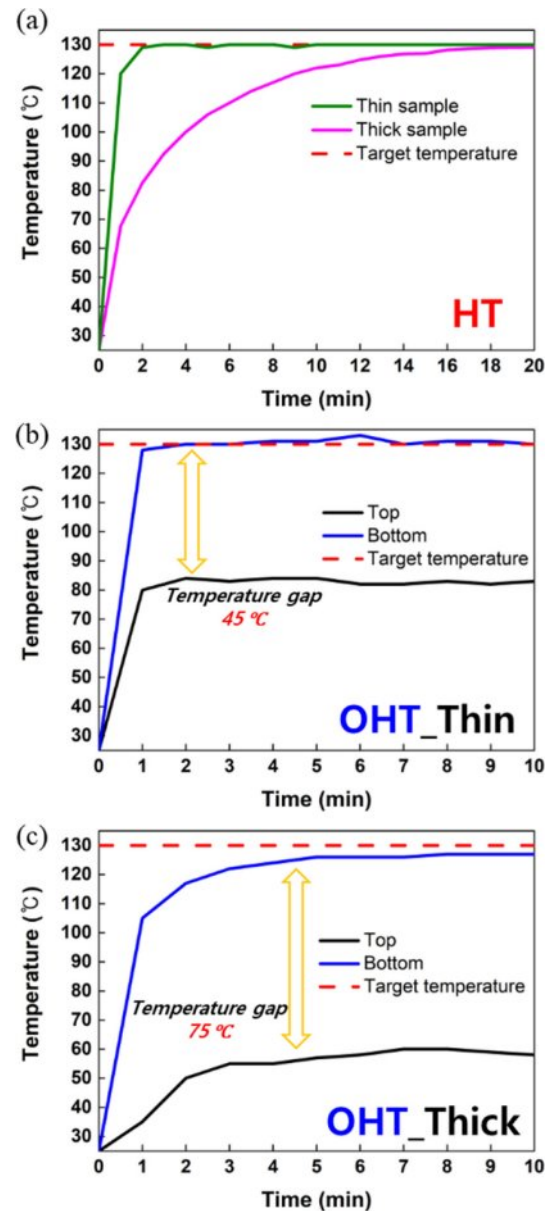 (a)
130
120
110
100
90
80
70
60
50
40
30
Temperature (℃)
Thin sample
Thick sample
Target temperature
HT
0 2 4 6 8 10 12 14 16 18 20
Time (min)
(b)
130
120
110
100
90
80
70
60
50
40
30
Temperature (℃)
Top
Bottom
Target temperature
Temperature gap
45 ℃
OHT_Thin
0 1 2 3 4 5 6 7 8 9 10
Time (min)
(c)
130
120
110
100
90
80
70
60
50
40
30
Temperature (℃)
Top
Bottom
Target temperature
Temperature gap
75 ℃
OHT_Thick
0 1 2 3 4 5 6 7 8 9 10
Time (min)